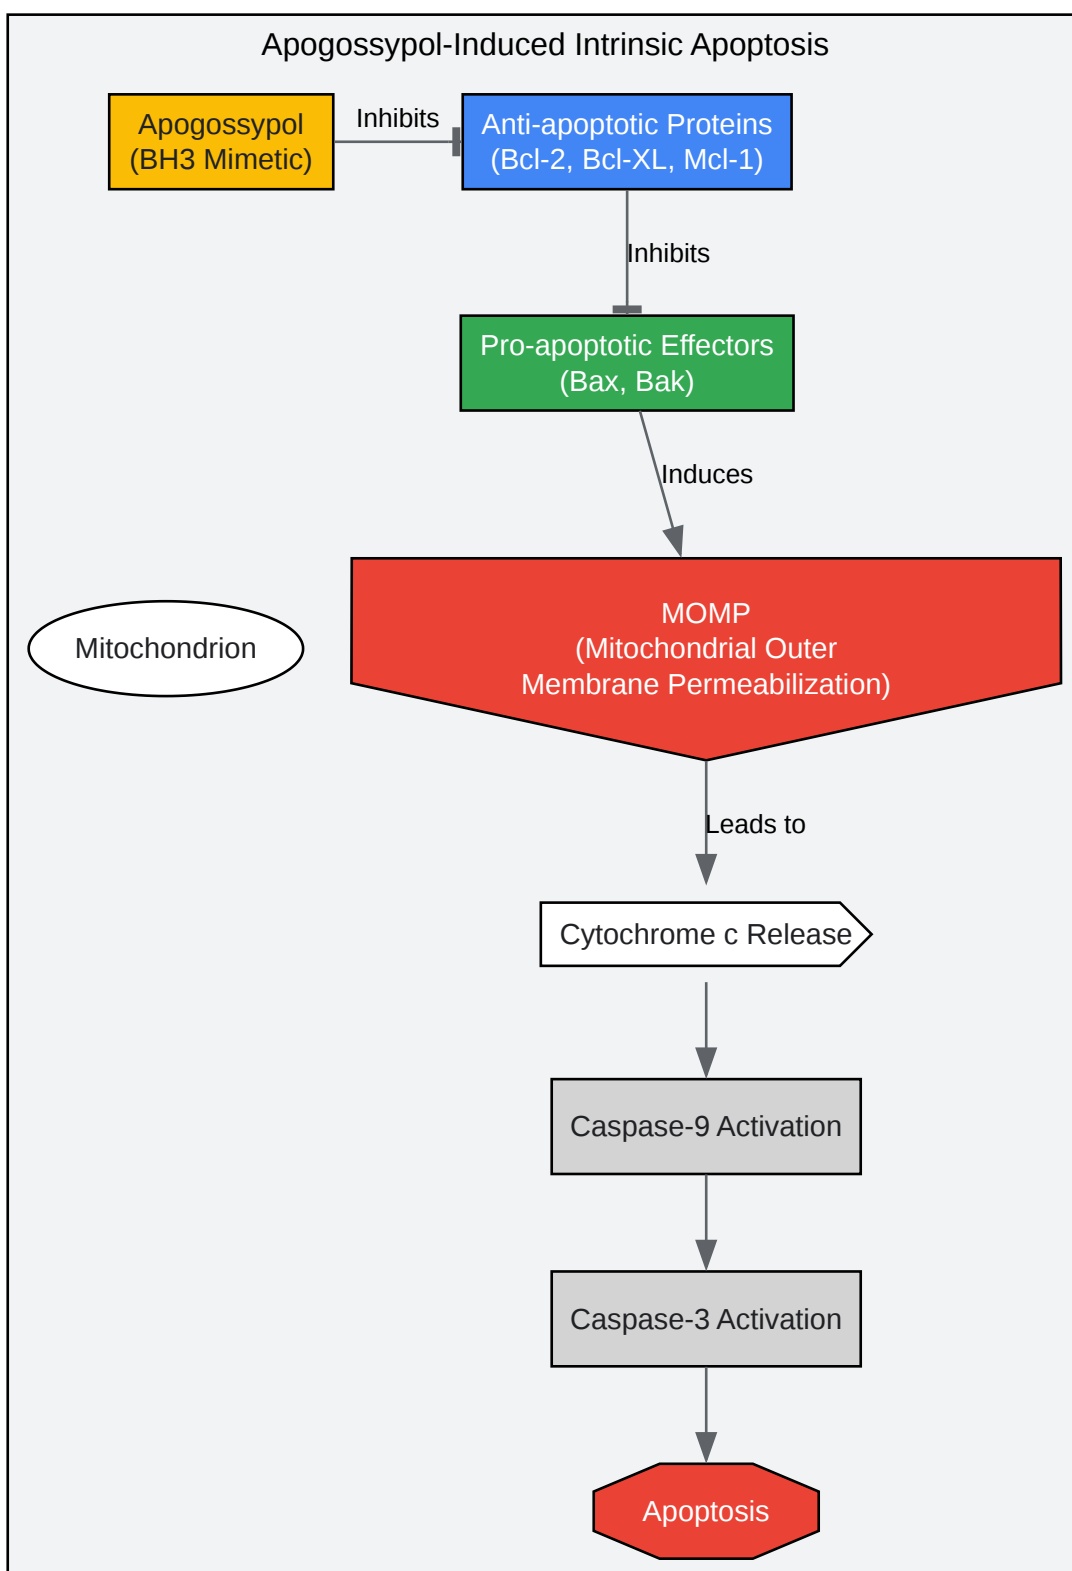 Apogossypol-Induced Intrinsic Apoptosis
Apogossypol
(BH3 Mimetic)
Inhibits
Anti-apoptotic Proteins
(Bcl-2, Bcl-XL, Mcl-1)
Inhibits
Pro-apoptotic Effectors
(Bax, Bak)
Induces
Mitochondrion
MOMP
(Mitochondrial Outer
Membrane Permeabilization)
Leads to
Cytochrome c Release
Caspase-9 Activation
Caspase-3 Activation
Apoptosis